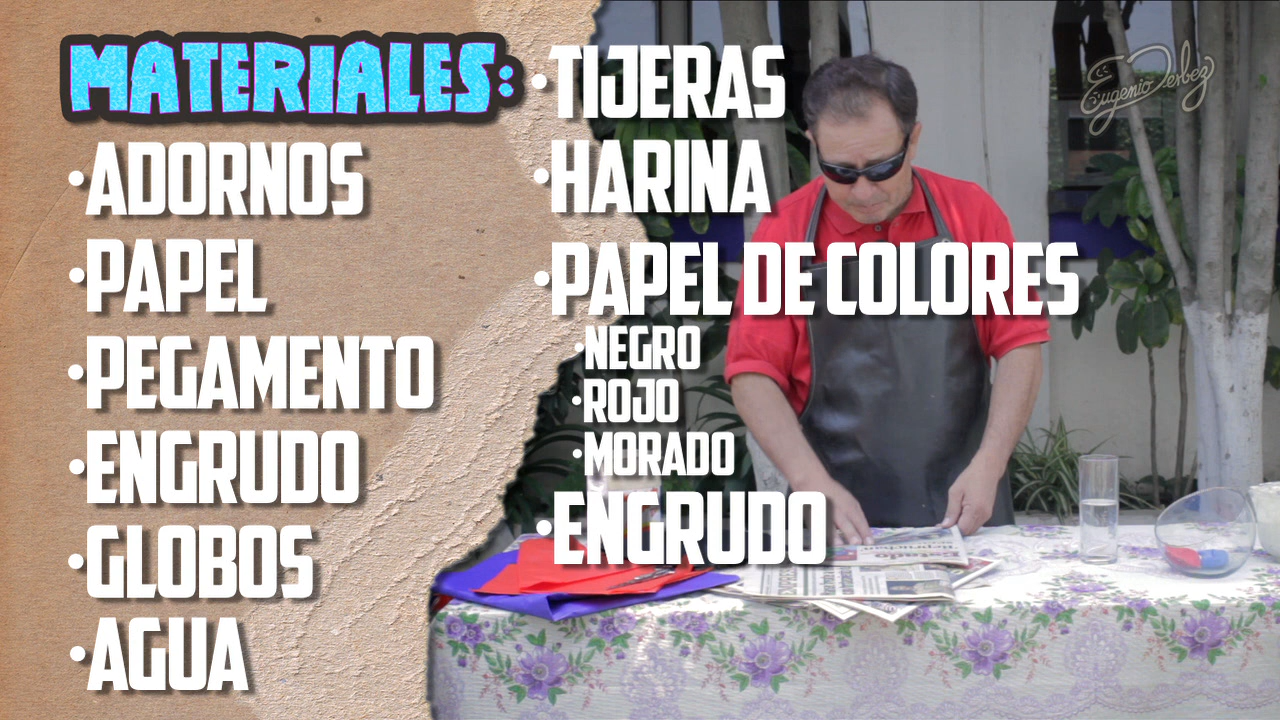 MATERIALES:
•ADORNOS
•PAPEL
•PEGAMENTO
•ENGRUDO
•GLOBOS
•AGUA
•TIJERAS
•HARINA
•PAPEL DE COLORES
•NEGRO
•ROJO
•MORADO
•ENGRUDO
Eugenio Derbez